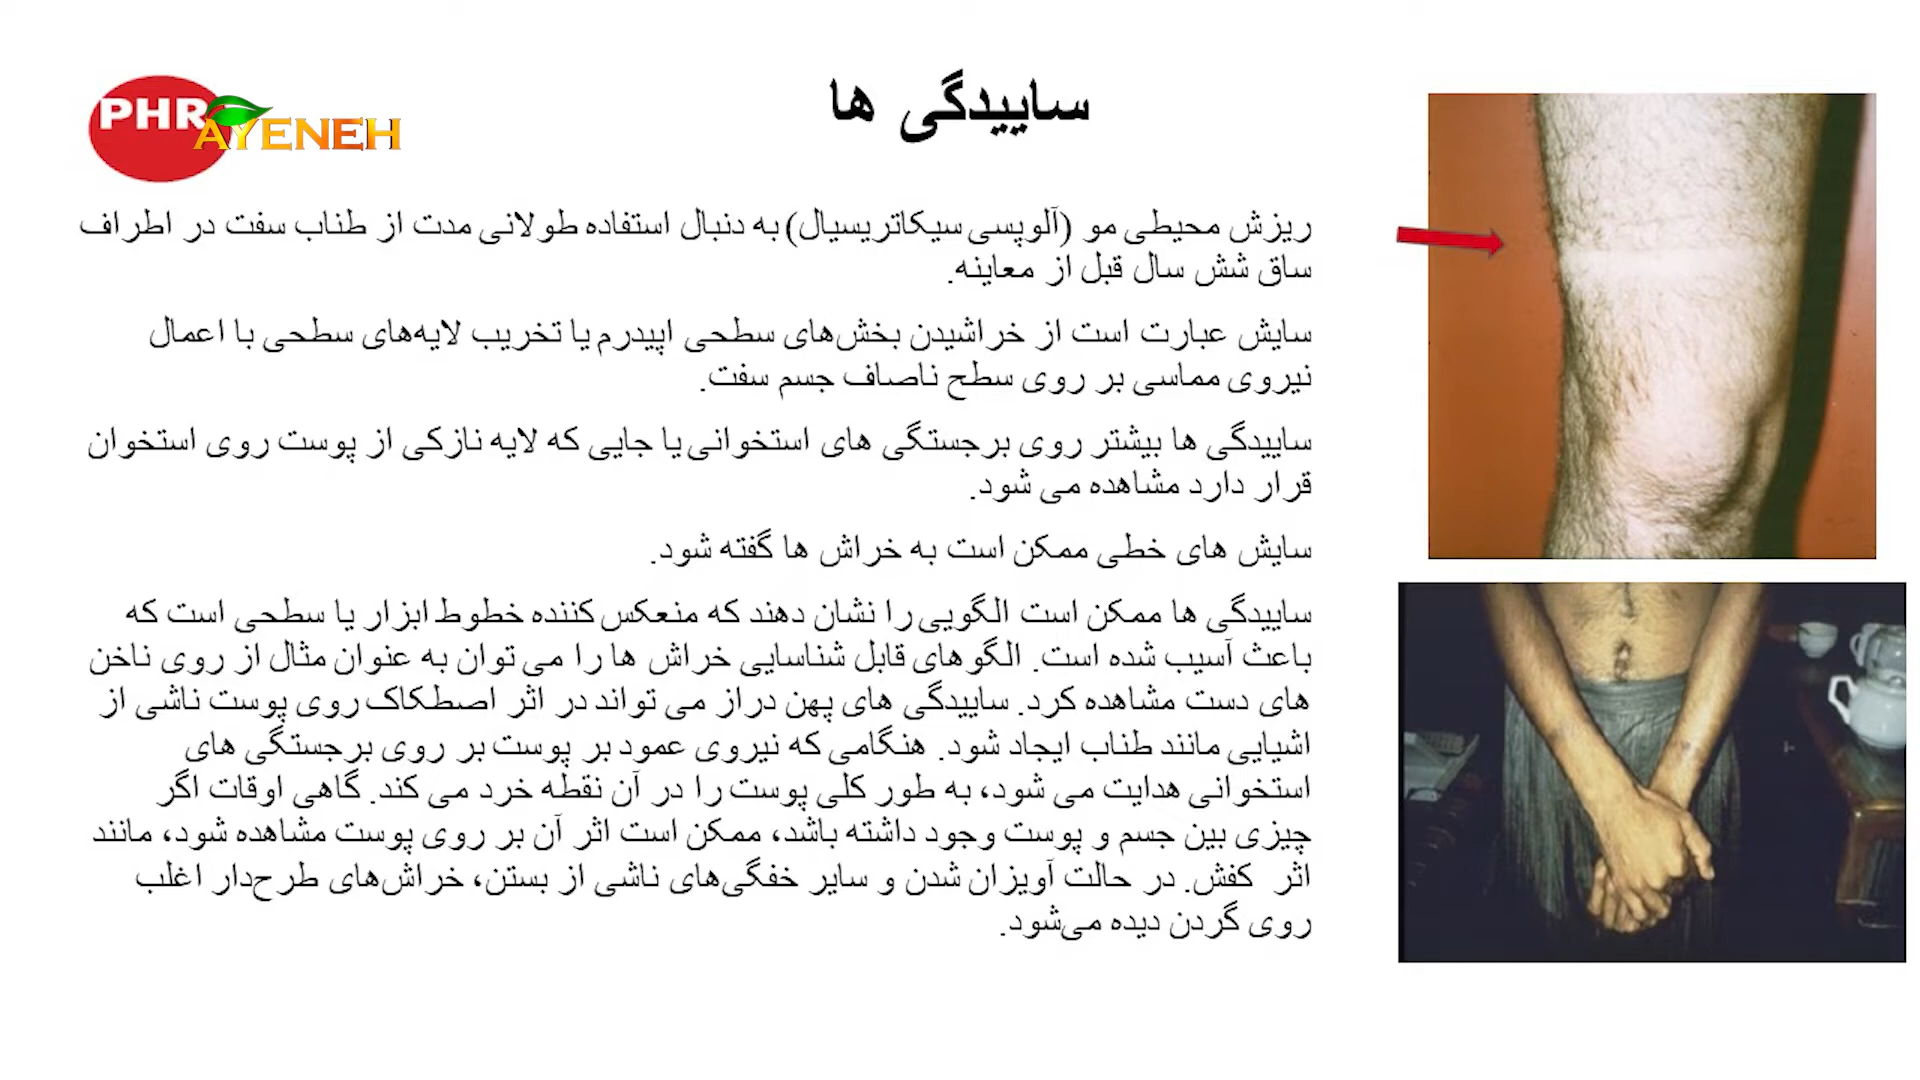 PHR
AYENEH
ساییدگی ها
ریزش محیطی مو (آلوپسی سیکاتریسیال) به دنبال استفاده طولانی مدت از طناب سفت در اطراف
ساق شش سال قبل از معاینه.
سایش عبارت است از خراشیدن بخش‌های سطحی اپیدرم یا تخریب لایه‌های سطحی با اعمال
نیروی مماسی بر روی سطح ناصاف جسم سفت.
ساییدگی ها بیشتر روی برجستگی های استخوانی یا جایی که لایه نازکی از پوست روی استخوان
قرار دارد مشاهده می شود.
سایش های خطی ممکن است به خراش ها گفته شود.
ساییدگی ها ممکن است الگویی را نشان دهند که منعکس کننده خطوط ابزار یا سطحی است که
باعث آسیب شده است. الگوهای قابل شناسایی خراش ها را می توان به عنوان مثال از روی ناخن
های دست مشاهده کرد. ساییدگی های پهن دراز می تواند در اثر اصطکاک روی پوست ناشی از
اشیایی مانند طناب ایجاد شود. هنگامی که نیروی عمود بر پوست بر روی برجستگی های
استخوانی هدایت می شود، به طور کلی پوست را در آن نقطه خرد می کند. گاهی اوقات اگر
چیزی بین جسم و پوست وجود داشته باشد، ممکن است اثر آن بر روی پوست مشاهده شود، مانند
اثر کفش. در حالت آویزان شدن و سایر خفگی‌های ناشی از بستن، خراش‌های طرح‌دار اغلب
روی گردن دیده می‌شود.